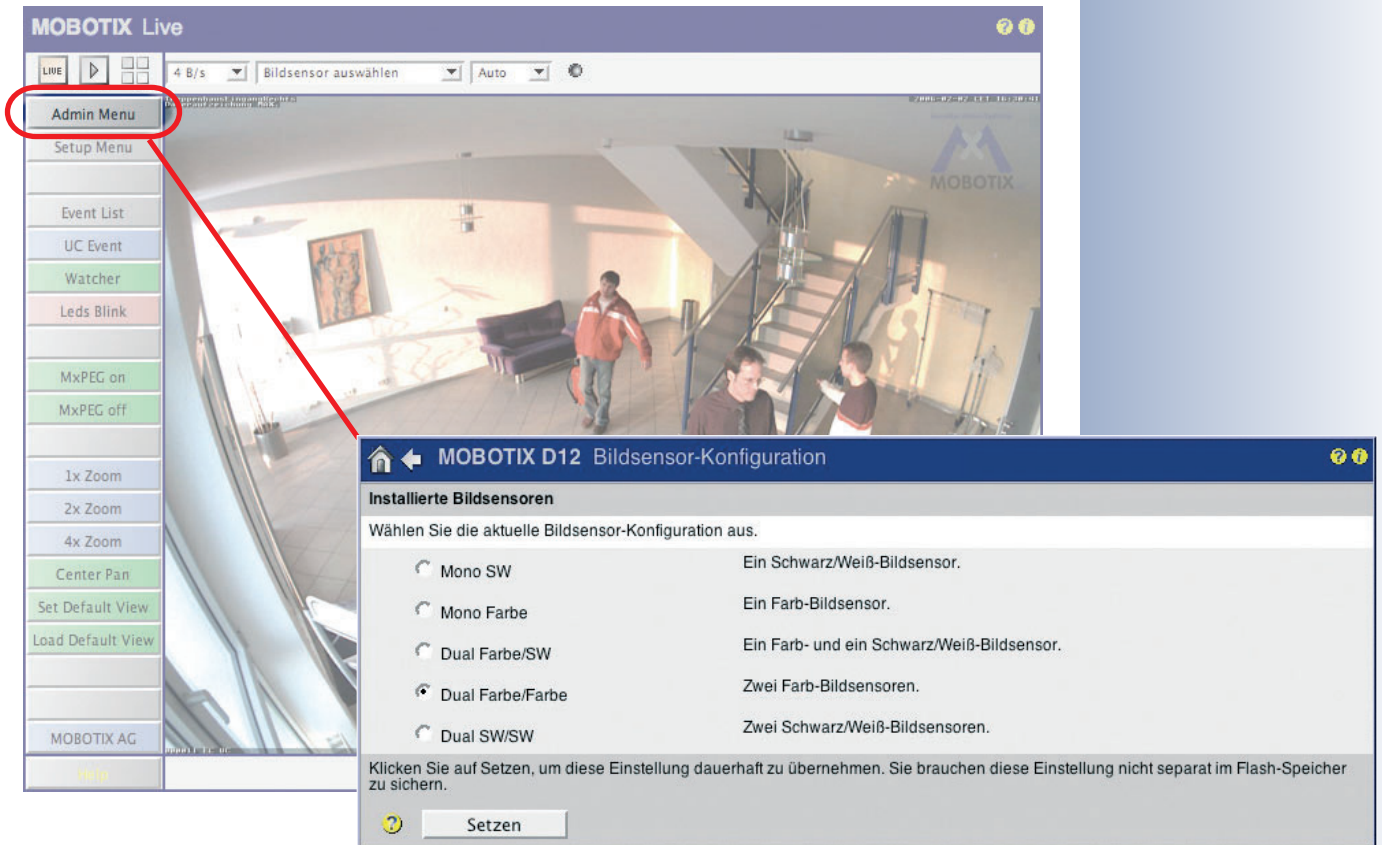 MOBOTIX Live
LIVE
4 B/s
Bildsensor auswählen
Auto
Admin Menu
Setup Menu
Event List
UC Event
Watcher
Leds Blink
MxPEG on
MxPEG off
1x Zoom
2x Zoom
4x Zoom
Center Pan
Set Default View
Load Default View
MOBOTIX AG
Help
MOBOTIX
MOBOTIX D12 Bildsensor-Konfiguration
Installierte Bildsensoren
Wählen Sie die aktuelle Bildsensor-Konfiguration aus.
Mono SW Ein Schwarz/Weiß-Bildsensor.
Mono Farbe Ein Farb-Bildsensor.
Dual Farbe/SW Ein Farb- und ein Schwarz/Weiß-Bildsensor.
Dual Farbe/Farbe Zwei Farb-Bildsensoren.
Dual SW/SW Zwei Schwarz/Weiß-Bildsensoren.
Klicken Sie auf Setzen, um diese Einstellung dauerhaft zu übernehmen. Sie brauchen diese Einstellung nicht separat im Flash-Speicher
zu sichern.
Setzen